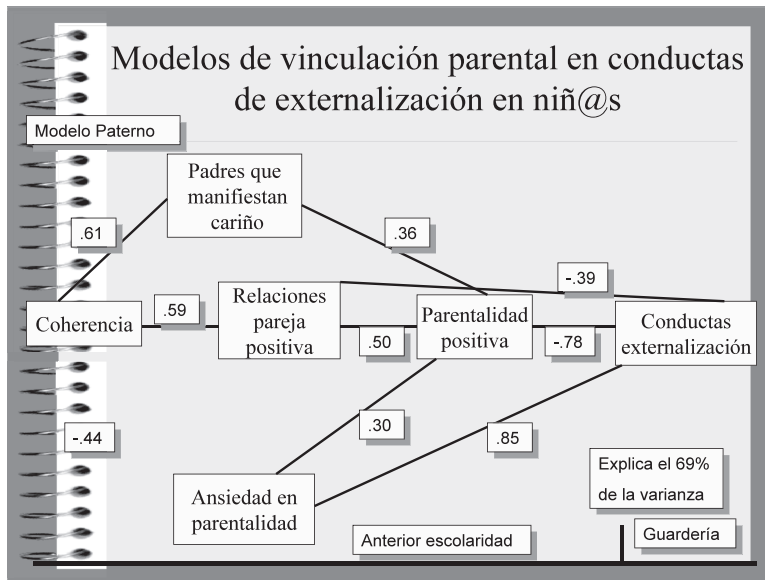 Modelos de vinculación parental en conductas
de externalización en niñ@s
Modelo Paterno
Padres que
manifiestan
cariño
.61
.36
-.39
Coherencia
.59
Relaciones
pareja
positiva
.50
Parentalidad
positiva
-.78
Conductas
externalización
-.44
.30
.85
Ansiedad en
parentalidad
Explica el 69%
de la varianza
Anterior escolaridad
Guardería